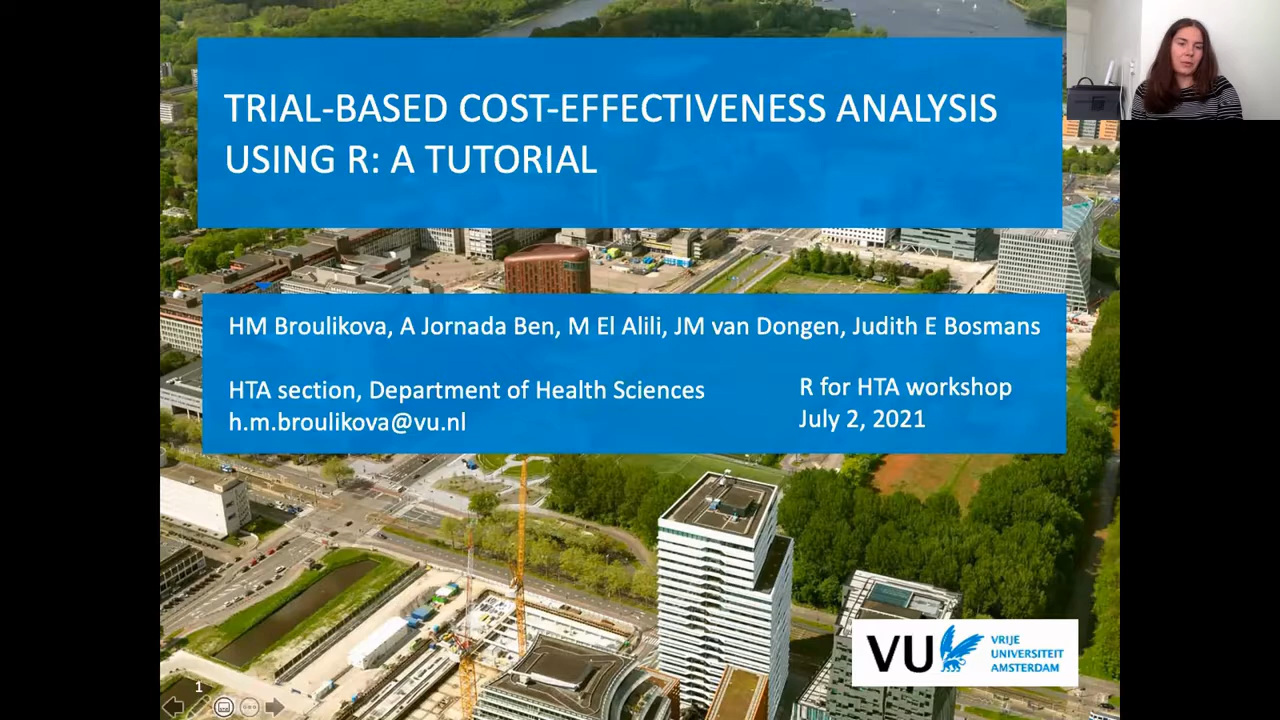 TRIAL-BASED COST-EFFECTIVENESS ANALYSIS
USING R: A TUTORIAL
HM Broulikova, A Jornada Ben, M El Alili, JM van Dongen, Judith E Bosmans
HTA section, Department of Health Sciences
h.m.broulikova@vu.nl
R for HTA workshop
July 2, 2021
VU
VRIJE
UNIVERSITEIT
AMSTERDAM
1